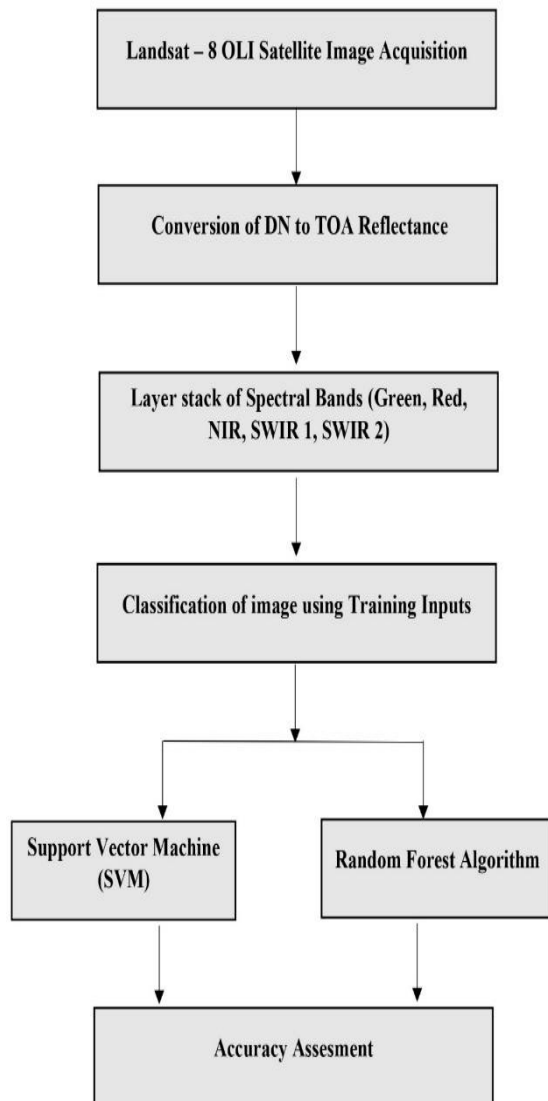 Landsat – 8 OLI Satellite Image Acquisition
Conversion of DN to TOA Reflectance
Layer stack of Spectral Bands (Green, Red,
NIR, SWIR 1, SWIR 2)
Classification of image using Training Inputs
Support Vector Machine
(SVM)
Random Forest Algorithm
Accuracy Assesment